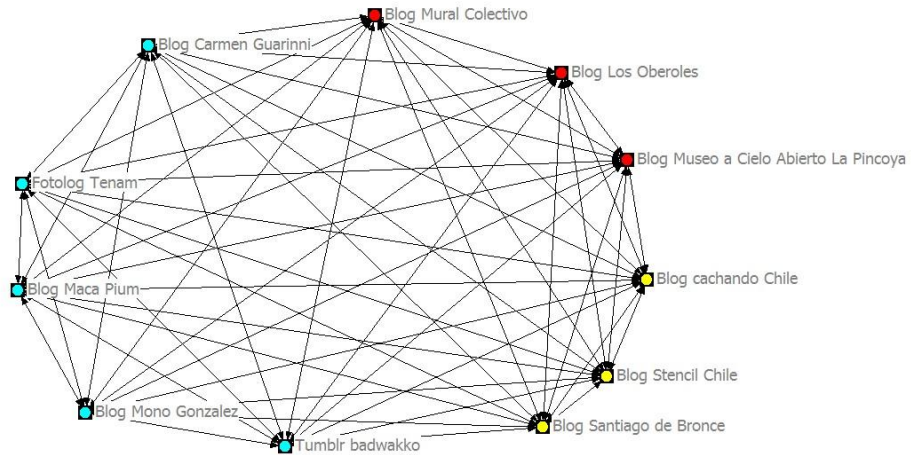 Blog Mural Colectivo
Blog Carmen Guarinni
Blog Los Oberoles
Blog Museo a Cielo Abierto La Pincoya
Fotolog Tenam
Blog cachando Chile
Blog Maca Pium
Blog Stencil Chile
Blog Mono Gonzalez
Blog Santiago de Bronce
Tumblr badwakko